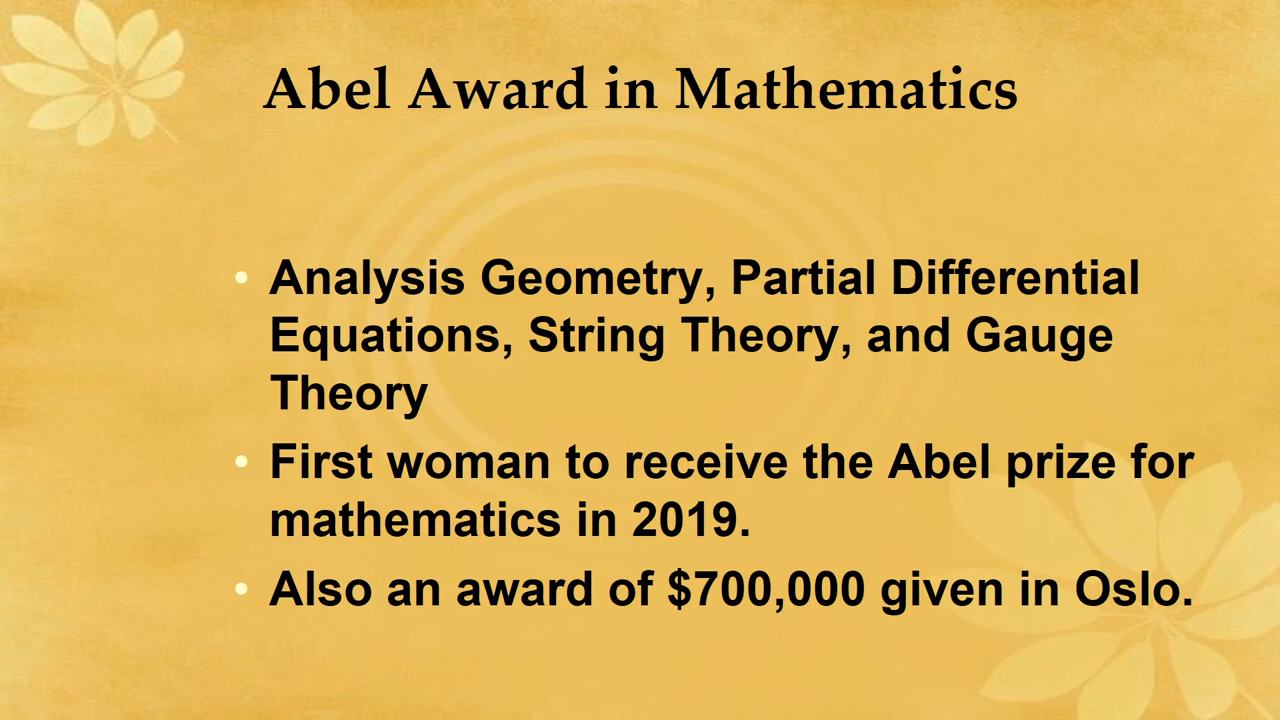 Abel Award in Mathematics
• Analysis Geometry, Partial Differential
Equations, String Theory, and Gauge
Theory
• First woman to receive the Abel prize for
mathematics in 2019.
• Also an award of $700,000 given in Oslo.